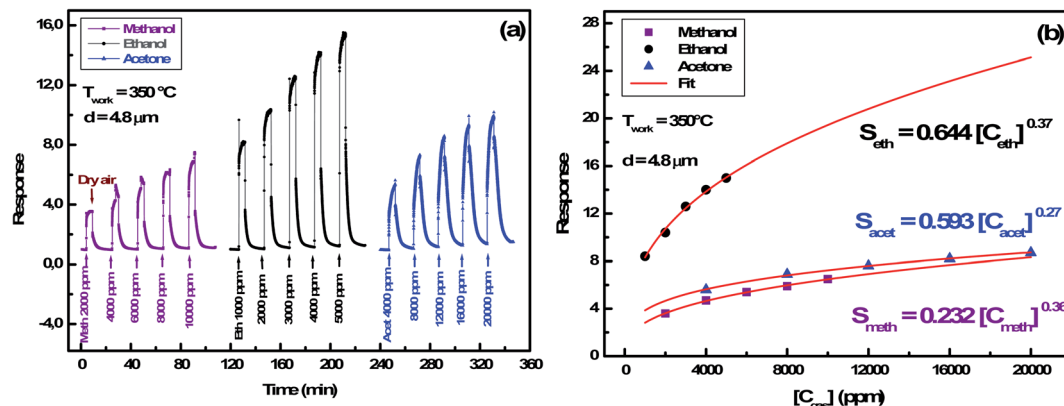 (a)
Methanol
Ethanol
Acetone
T_work = 350 °C
d = 4.8 μm
Dry air
Response
16,0
12,0
8,0
4,0
0,0
-4,0
Meth 2000 ppm
4000 ppm
6000 ppm
8000 ppm
10000 ppm
Eth 1000 ppm
2000 ppm
3000 ppm
4000 ppm
5000 ppm
Acet 4000 ppm
8000 ppm
12000 ppm
16000 ppm
20000 ppm
0 40 80 120 160 200 240 280 320 360
Time (min)
(b)
Methanol
Ethanol
Acetone
Fit
T_work = 350°C
d = 4.8 μm
S_eth = 0.644 [C_eth]^0.37
S_acet = 0.593 [C_acet]^0.27
S_meth = 0.232 [C_meth]^0.36
Response
28
24
20
16
12
8
4
0
0 4000 8000 12000 16000 20000
(ppm)